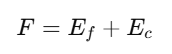 F = E_f + E_c